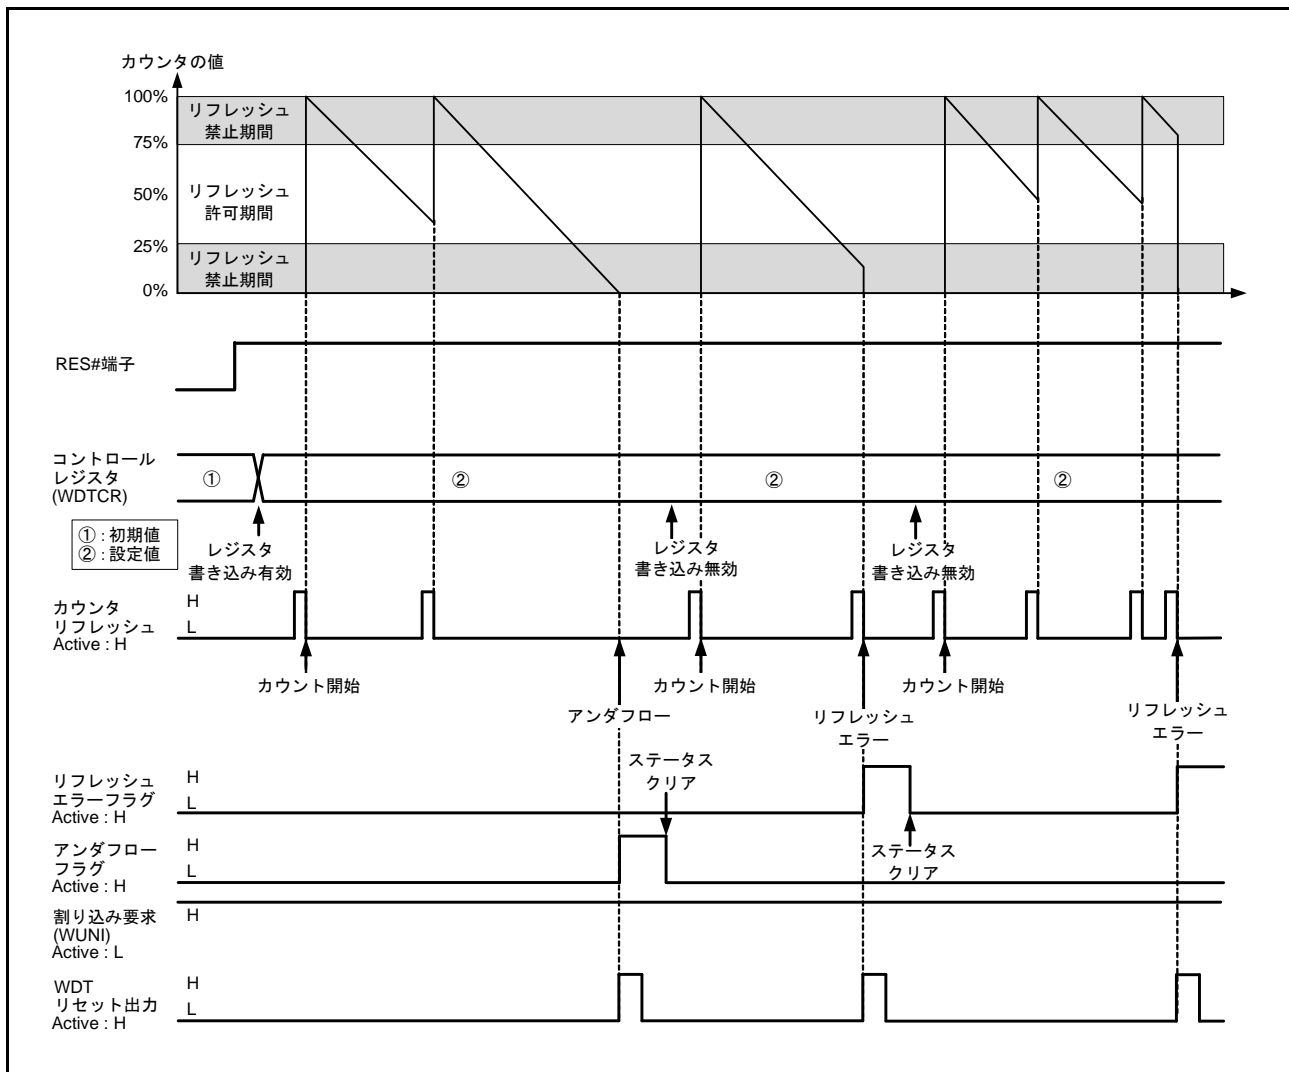 カウンタの値
100%
リフレッシュ
禁止期間
75%
50%
リフレッシュ
許可期間
25%
リフレッシュ
禁止期間
0%
RES#端子
コントロール
レジスタ
(WDTCR)
①
②
②
②
①：初期値
②：設定値
レジスタ
書き込み有効
レジスタ
書き込み無効
レジスタ
書き込み無効
カウンタ
リフレッシュ
Active : H
H
L
カウント開始
カウント開始
カウント開始
アンダフロー
リフレッシュ
エラー
リフレッシュ
エラー
ステータス
クリア
リフレッシュ
エラーフラグ
Active : H
H
L
ステータス
クリア
アンダフロー
フラグ
Active : H
H
L
割り込み要求
(WUNI)
Active : L
H
WDT
リセット出力
Active : H
H
L